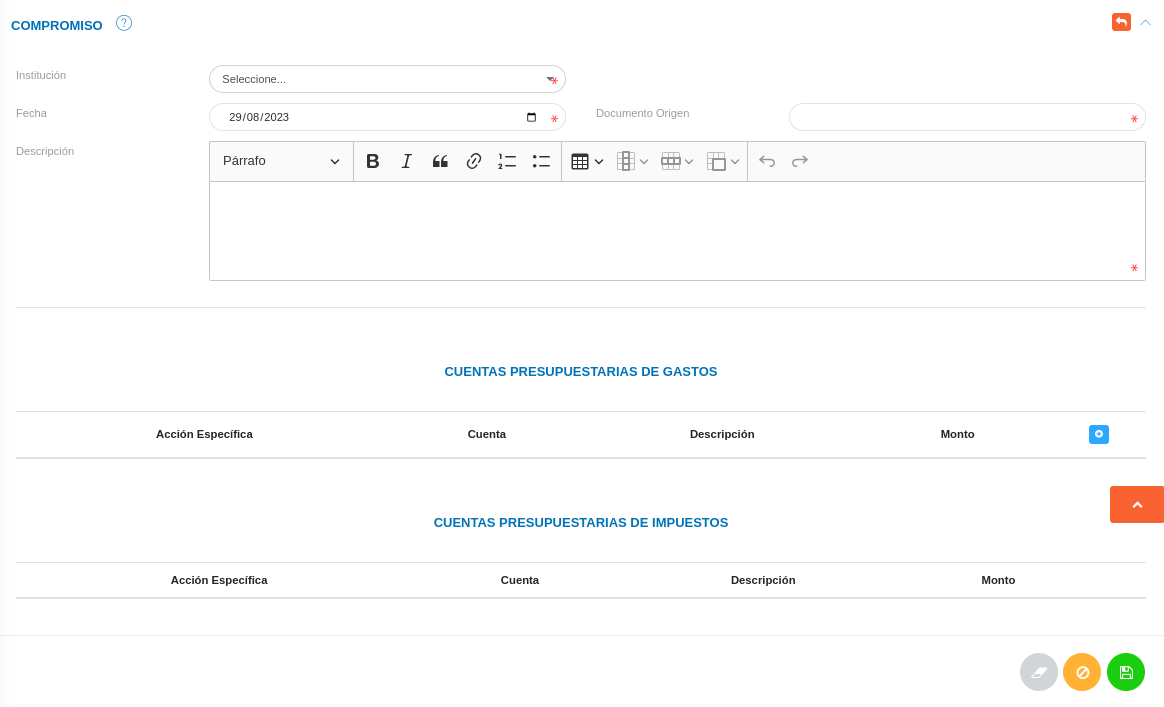 COMPROMISO ?
Institución Seleccione... *
Fecha 29/08/2023 * Documento Origen *
Descripción Párrafo
*
CUENTAS PRESUPUESTARIAS DE GASTOS
Acción Específica Cuenta Descripción Monto
CUENTAS PRESUPUESTARIAS DE IMPUESTOS
Acción Específica Cuenta Descripción Monto